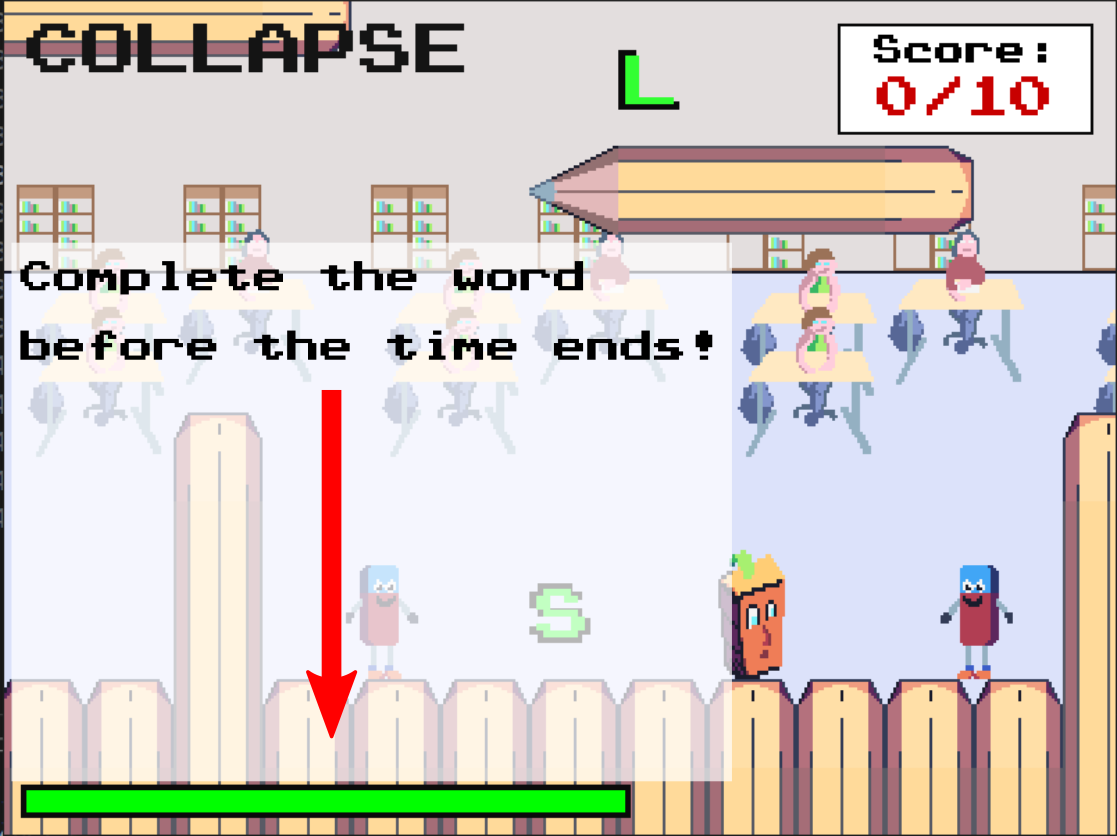 COLLAPSE
L
Score:
0/10
Complete the word
before the time ends!
S